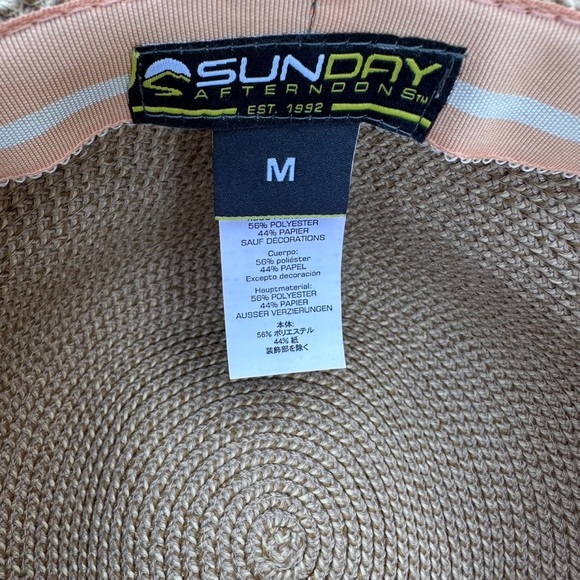 SUNDAY
AFTERNOONS™
EST. 1992
M
56% POLYESTER
44% PAPIER
SAUF DÉCORATIONS
Cuerpo:
56% poliéster
44% PAPEL
Excepto decoración
Hauptmaterial:
56% POLYESTER
44% PAPIER
AUSSER VERZIERUNGEN
本体:
56% ポリエステル
44% 紙
装飾部を除く